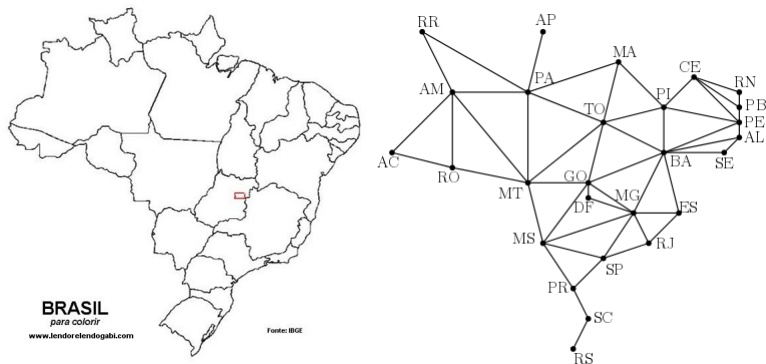 BRASIL
para colorir
www.lendorelendogabi.com
Fonte: IBGE
RR
AP
MA
CE
AM
PA
PI
RN
PB
TO
PE
AL
AC
RO
BA
SE
MT
GO
DF
MG
ES
MS
RJ
SP
PR
SC
RS